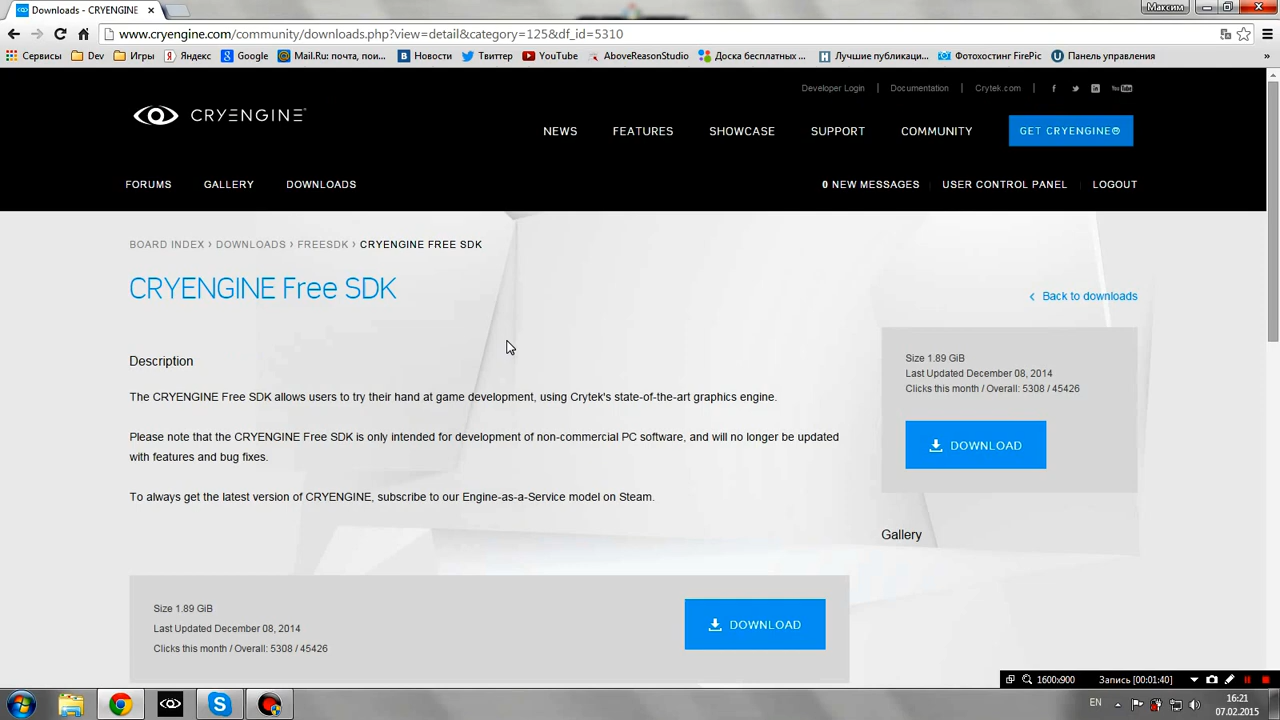 Downloads - CRYENGINE
Максим
www.cryengine.com/community/downloads.php?view=detail&category=125&df_id=5310
Сервисы Dev Игры Яндекс Google Mail.Ru: почта, пои... Новости Твиттер YouTube AboveReasonStudio Доска бесплатных ... Лучшие публикаци... Фотохостинг FirePic Панель управления »
Developer Login | Documentation | Crytek.com |
CRYENGINE
NEWS FEATURES SHOWCASE SUPPORT COMMUNITY GET CRYENGINE®
FORUMS GALLERY DOWNLOADS 0 NEW MESSAGES | USER CONTROL PANEL | LOGOUT
BOARD INDEX › DOWNLOADS › FREESDK › CRYENGINE FREE SDK
CRYENGINE Free SDK
Back to downloads
Description
The CRYENGINE Free SDK allows users to try their hand at game development, using Crytek's state-of-the-art graphics engine.
Please note that the CRYENGINE Free SDK is only intended for development of non-commercial PC software, and will no longer be updated
with features and bug fixes.
To always get the latest version of CRYENGINE, subscribe to our Engine-as-a-Service model on Steam.
Size 1.89 GiB
Last Updated December 08, 2014
Clicks this month / Overall: 5308 / 45426
DOWNLOAD
Gallery
Size 1.89 GiB
Last Updated December 08, 2014
Clicks this month / Overall: 5308 / 45426
DOWNLOAD
1600x900 Запись [00:01:40]
EN
16:21
07.02.2015